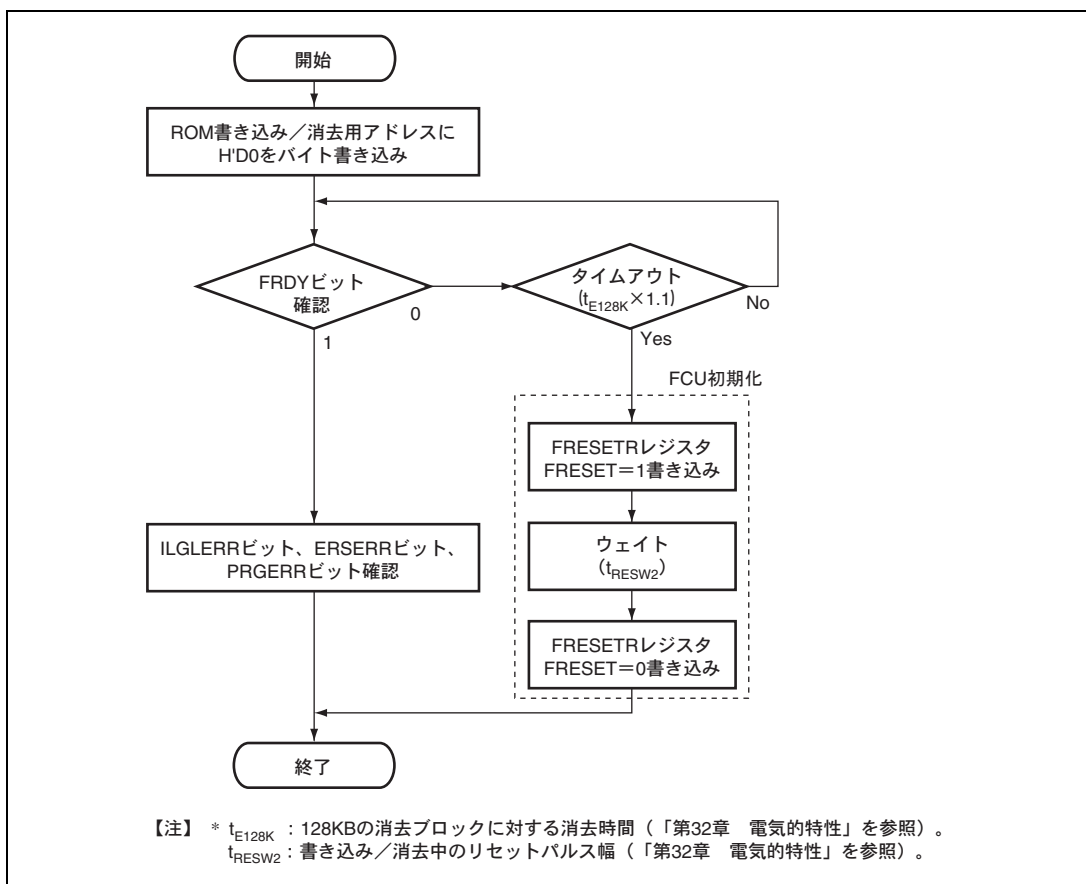 開始
ROM書き込み／消去用アドレスに
H'D0をバイト書き込み
FRDYビット
確認
0
1
タイムアウト
(tE128K×1.1)
No
Yes
FCU初期化
FRESETRレジスタ
FRESET＝1書き込み
ウェイト
（tRESW2）
FRESETRレジスタ
FRESET＝0書き込み
ILGLERRビット、ERSERRビット、
PRGERRビット確認
終了
【注】 * tE128K ：128KBの消去ブロックに対する消去時間（「第32章 電気的特性」を参照）。
tRESW2：書き込み／消去中のリセットパルス幅（「第32章 電気的特性」を参照）。